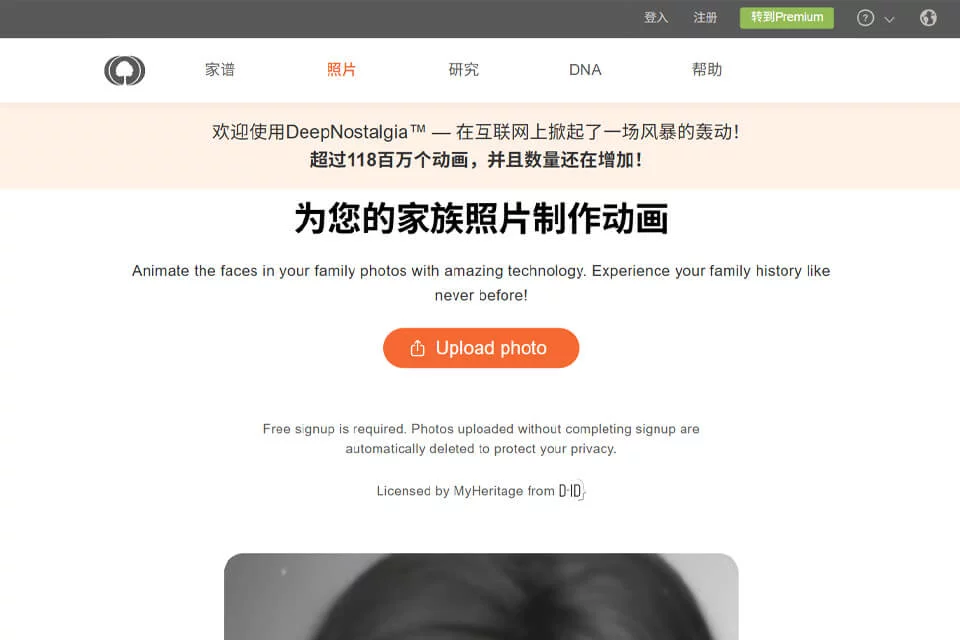 登入 注册 转到Premium ?
家谱 照片 研究 DNA 帮助
欢迎使用DeepNostalgia™ — 在互联网上掀起了一场风暴的轰动!
超过118百万个动画，并且数量还在增加!
为您的家族照片制作动画
Animate the faces in your family photos with amazing technology. Experience your family history like
never before!
Upload photo
Free signup is required. Photos uploaded without completing signup are
automatically deleted to protect your privacy.
Licensed by MyHeritage from D-ID